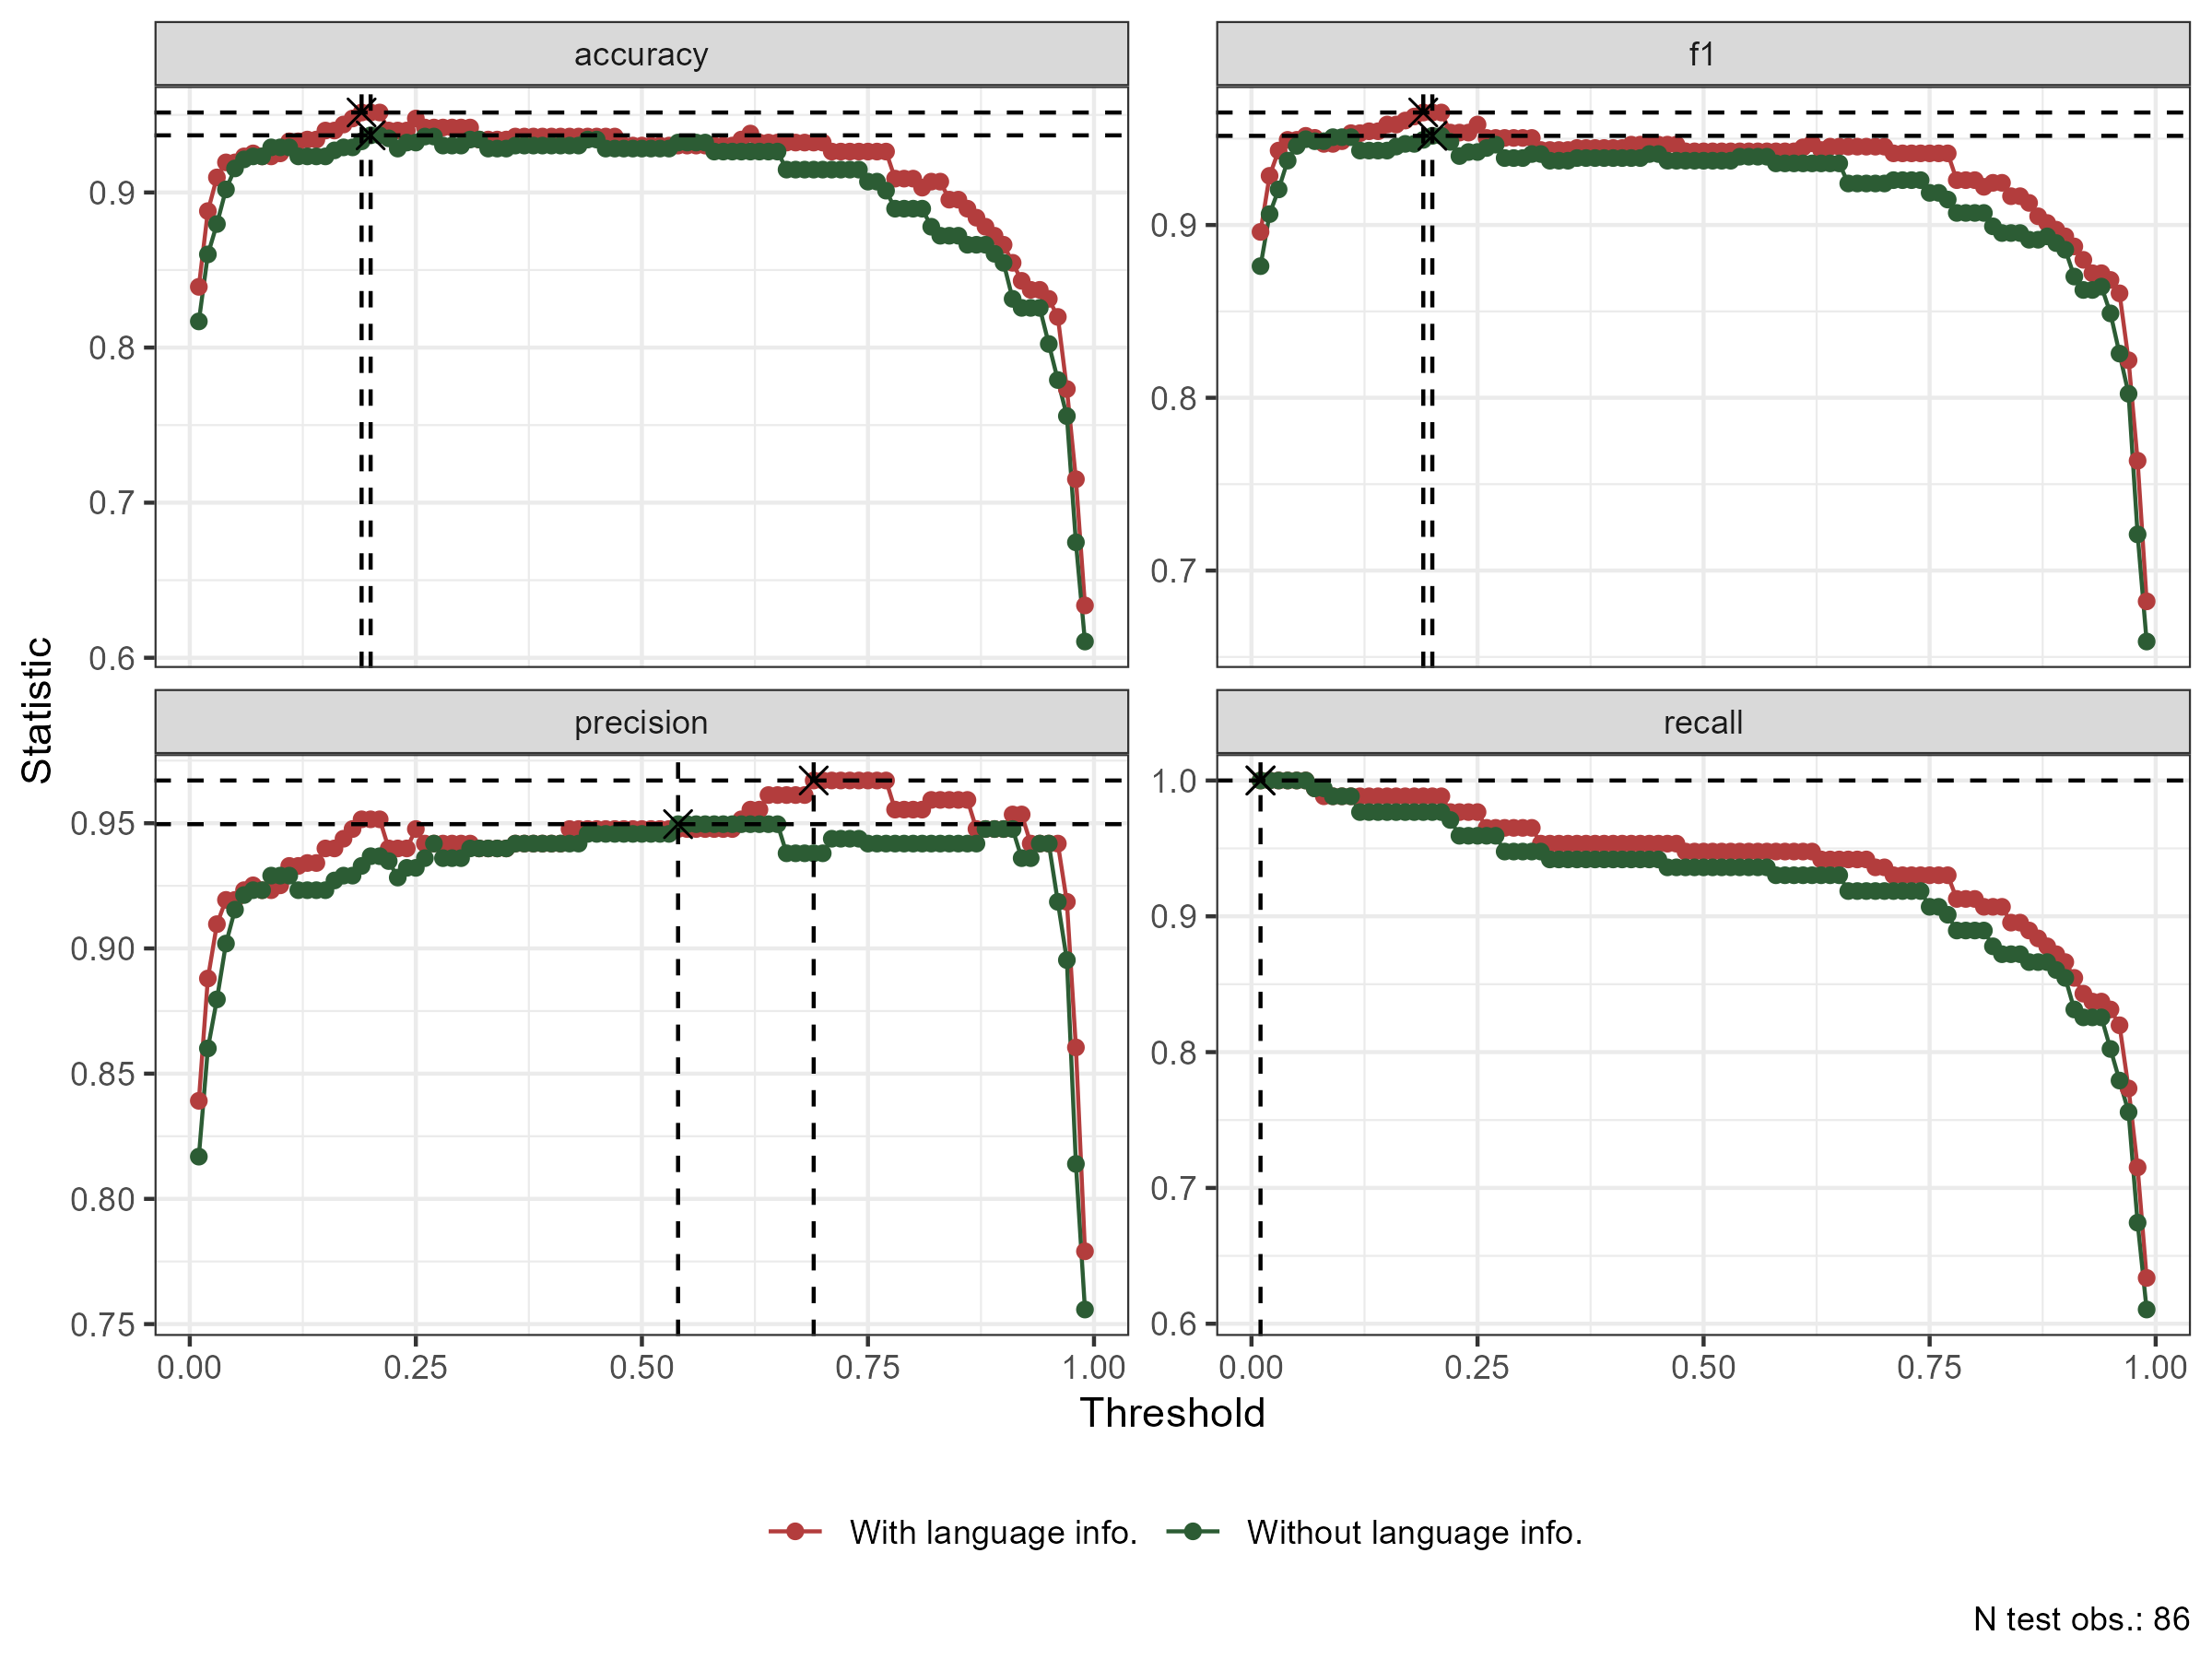 accuracy
f1
0.9
0.8
0.7
0.6
0.9
0.8
0.7
precision
recall
0.95
0.90
0.85
0.80
0.75
1.0
0.9
0.8
0.7
0.6
0.00 0.25 0.50 0.75 1.00
0.00 0.25 0.50 0.75 1.00
Statistic
Threshold
With language info. Without language info.
N test obs.: 86